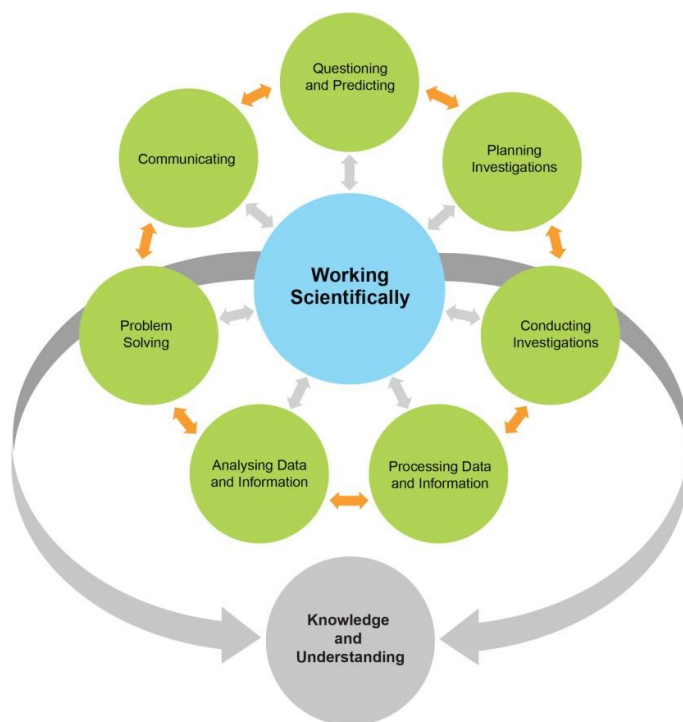 Questioning
and Predicting
Planning
Investigations
Conducting
Investigations
Processing Data
and Information
Analysing Data
and Information
Problem
Solving
Communicating
Working
Scientifically
Knowledge
and
Understanding